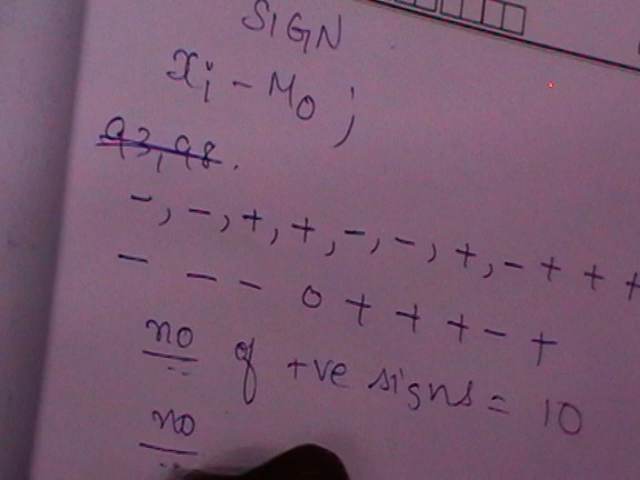 SIGN
xi - M0 ;
93, 98.
-, -, +, +, -, -, +, - + + +
- - - 0 + + + - +
no of +ve signs = 10
no